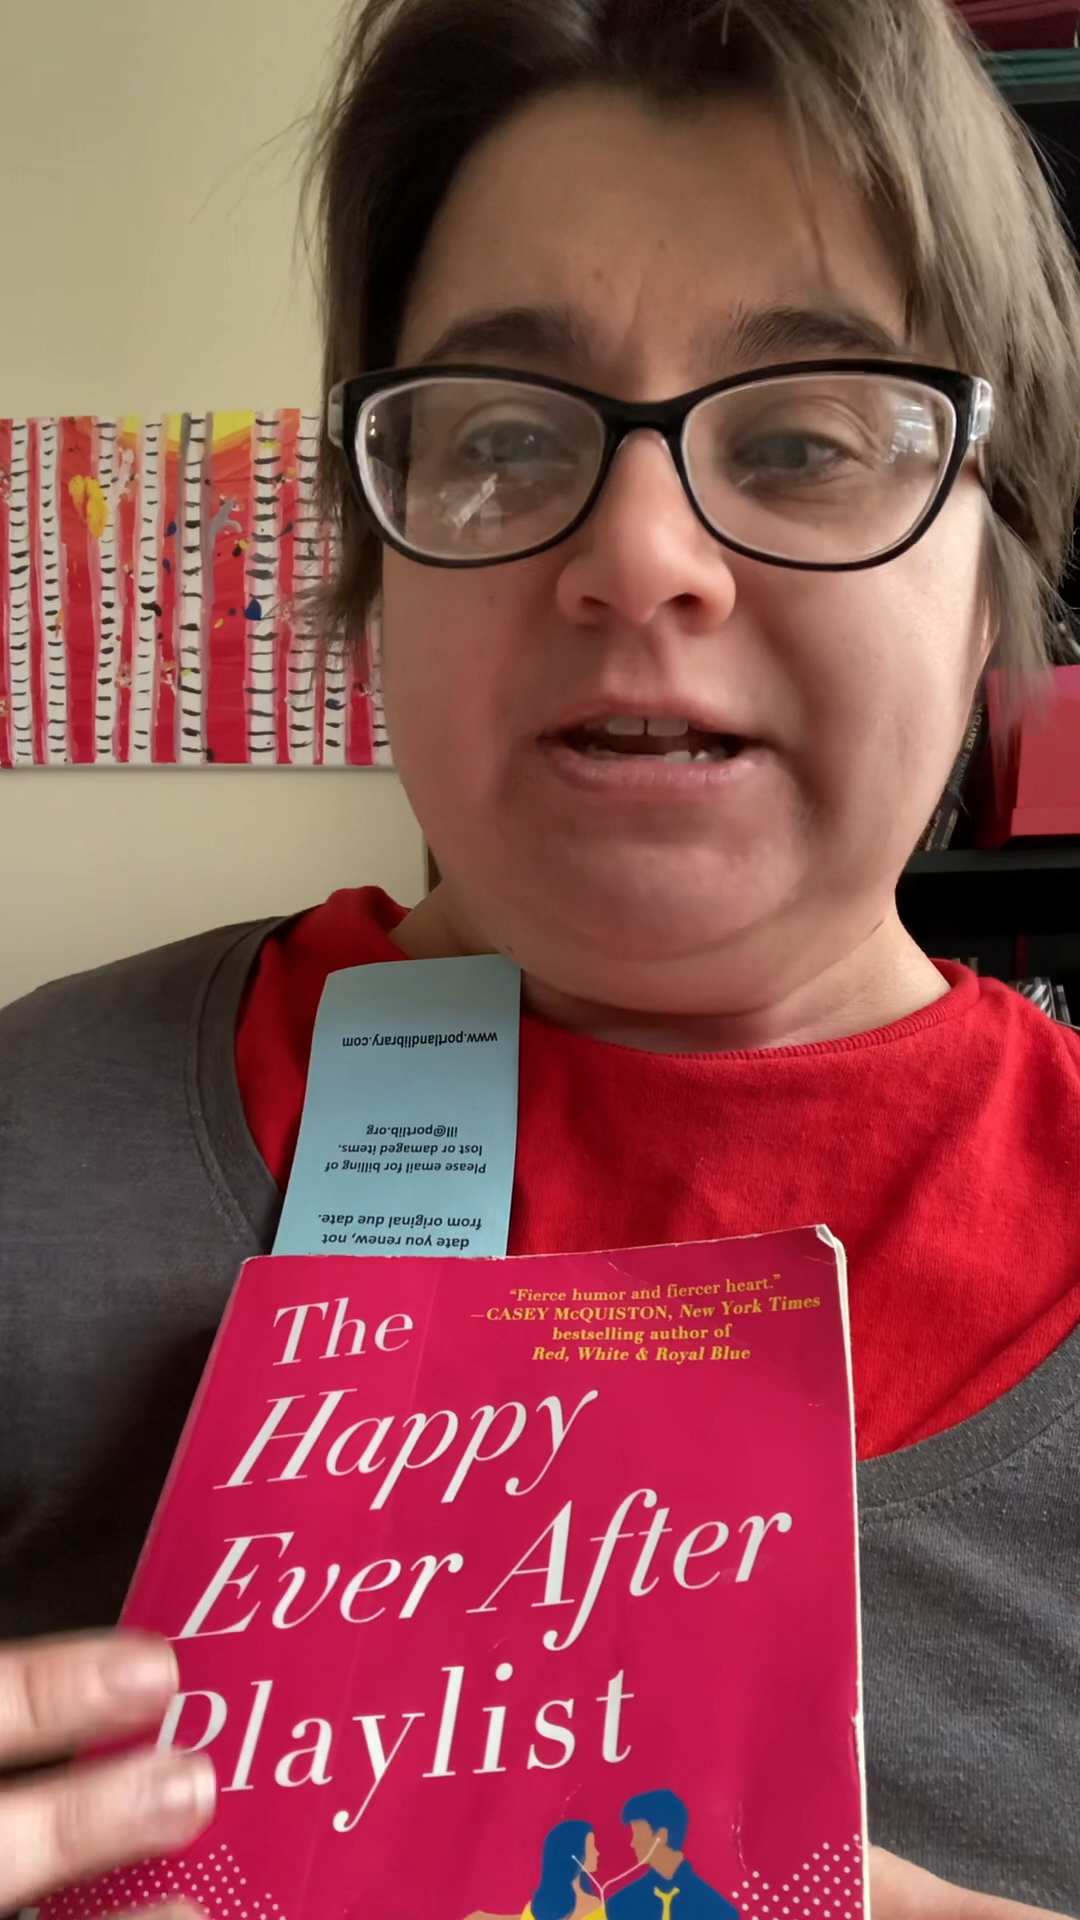 www.portlandlibrary.com
ill@portlib.org
lost or damaged items.
Please email for billing of
from original due date.
date you renew, not
The
Happy
Ever After
Playlist
“Fierce humor and fiercer heart.”
—CASEY McQUISTON, New York Times
bestselling author of
Red, White & Royal Blue